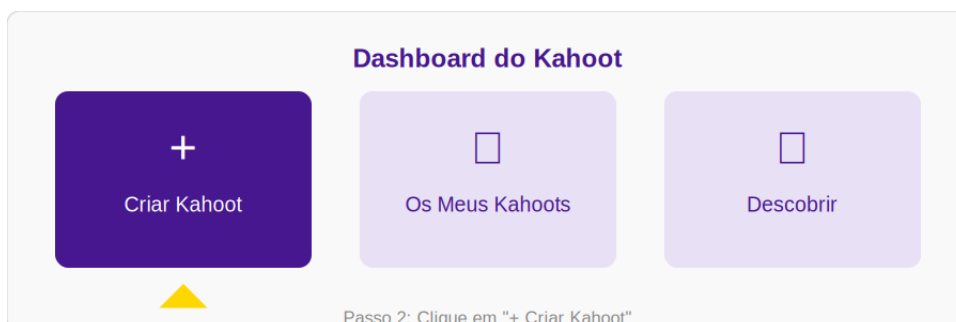 Dashboard do Kahoot
+
Criar Kahoot
Os Meus Kahoots
Descobrir
Passo 2: Clique em "+ Criar Kahoot"